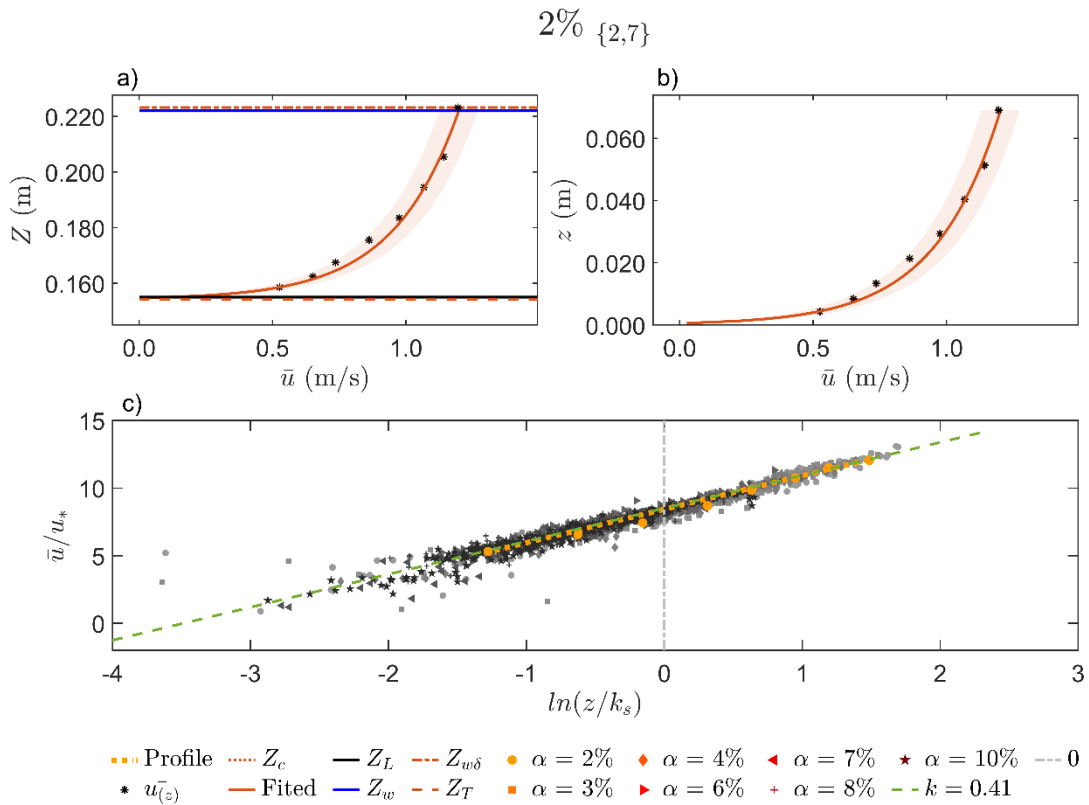 2% {2,7}
a)
b)
0.220
0.200
0.180
0.160
Z (m)
0.0
0.5
1.0
ū (m/s)
0.060
0.040
0.020
0.000
z (m)
0.0
0.5
1.0
ū (m/s)
c)
15
10
5
0
ū/u*
-4
-3
-2
-1
0
1
2
3
ln(z/ks)
Profile
Zc
ZL
Zwδ
α = 2%
α = 4%
α = 7%
α = 10%
0
ū(z)
Fited
Zw
ZT
α = 3%
α = 6%
α = 8%
k = 0.41